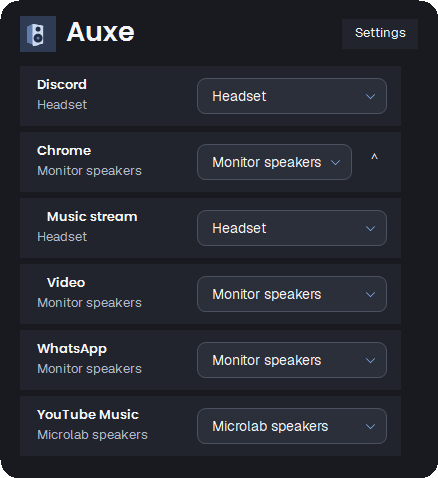 Auxe
Settings
Discord
Headset
Headset
Chrome
Monitor speakers
Monitor speakers
^
Music stream
Headset
Headset
Video
Monitor speakers
Monitor speakers
WhatsApp
Monitor speakers
Monitor speakers
YouTube Music
Microlab speakers
Microlab speakers